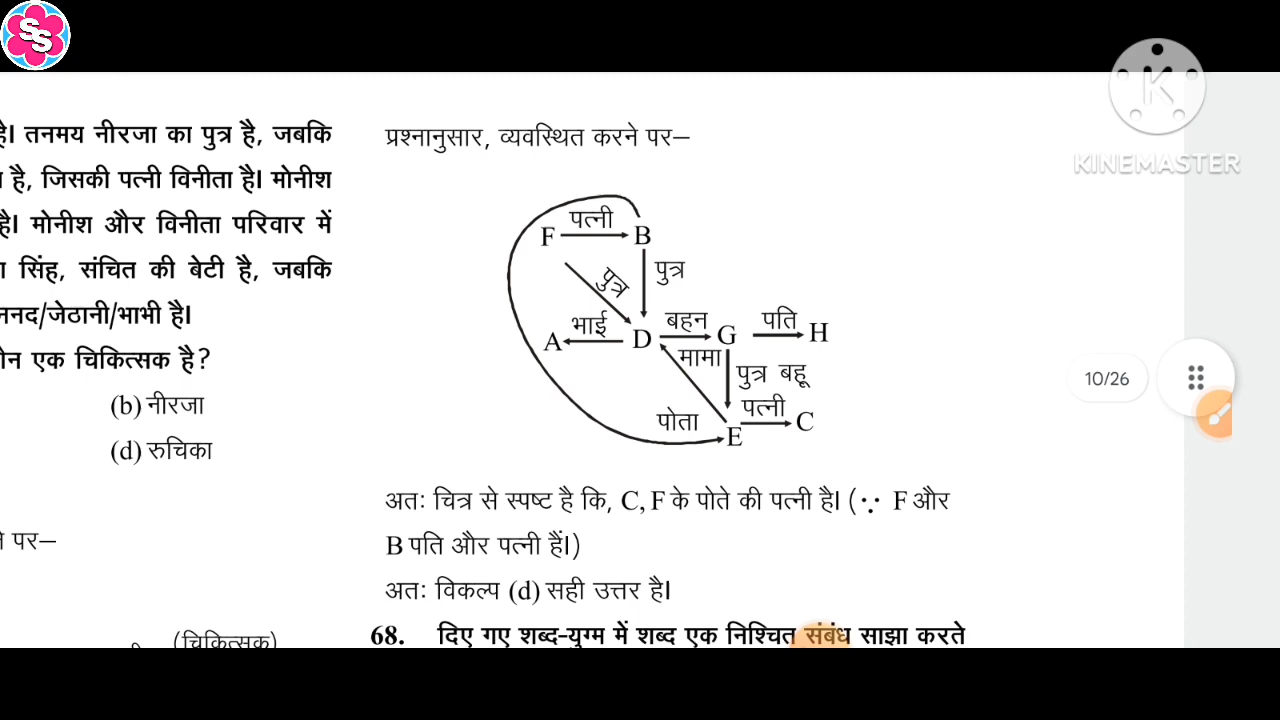 SS
KINEMASTER
है। तनमय नीरजा का पुत्र है, जबकि
है, जिसकी पत्नी विनीता है। मोनीश
है। मोनीश और विनीता परिवार में
सिंह, संचित की बेटी है, जबकि
ननद/जेठानी/भाभी है।
एक चिकित्सक है?
(b) नीरजा
(d) रुचिका
पर–
(चिकित्सक)
प्रश्नानुसार, व्यवस्थित करने पर–
F पत्नी B
पुत्र पुत्र
A भाई D बहन G पति H
मामा पुत्र बहू
पोता E पत्नी C
अतः चित्र से स्पष्ट है कि, C, F के पोते की पत्नी है। (∵ F और
B पति और पत्नी हैं।)
अतः विकल्प (d) सही उत्तर है।
68. दिए गए शब्द-युग्म में शब्द एक निश्चित संबंध साझा करते
10/26